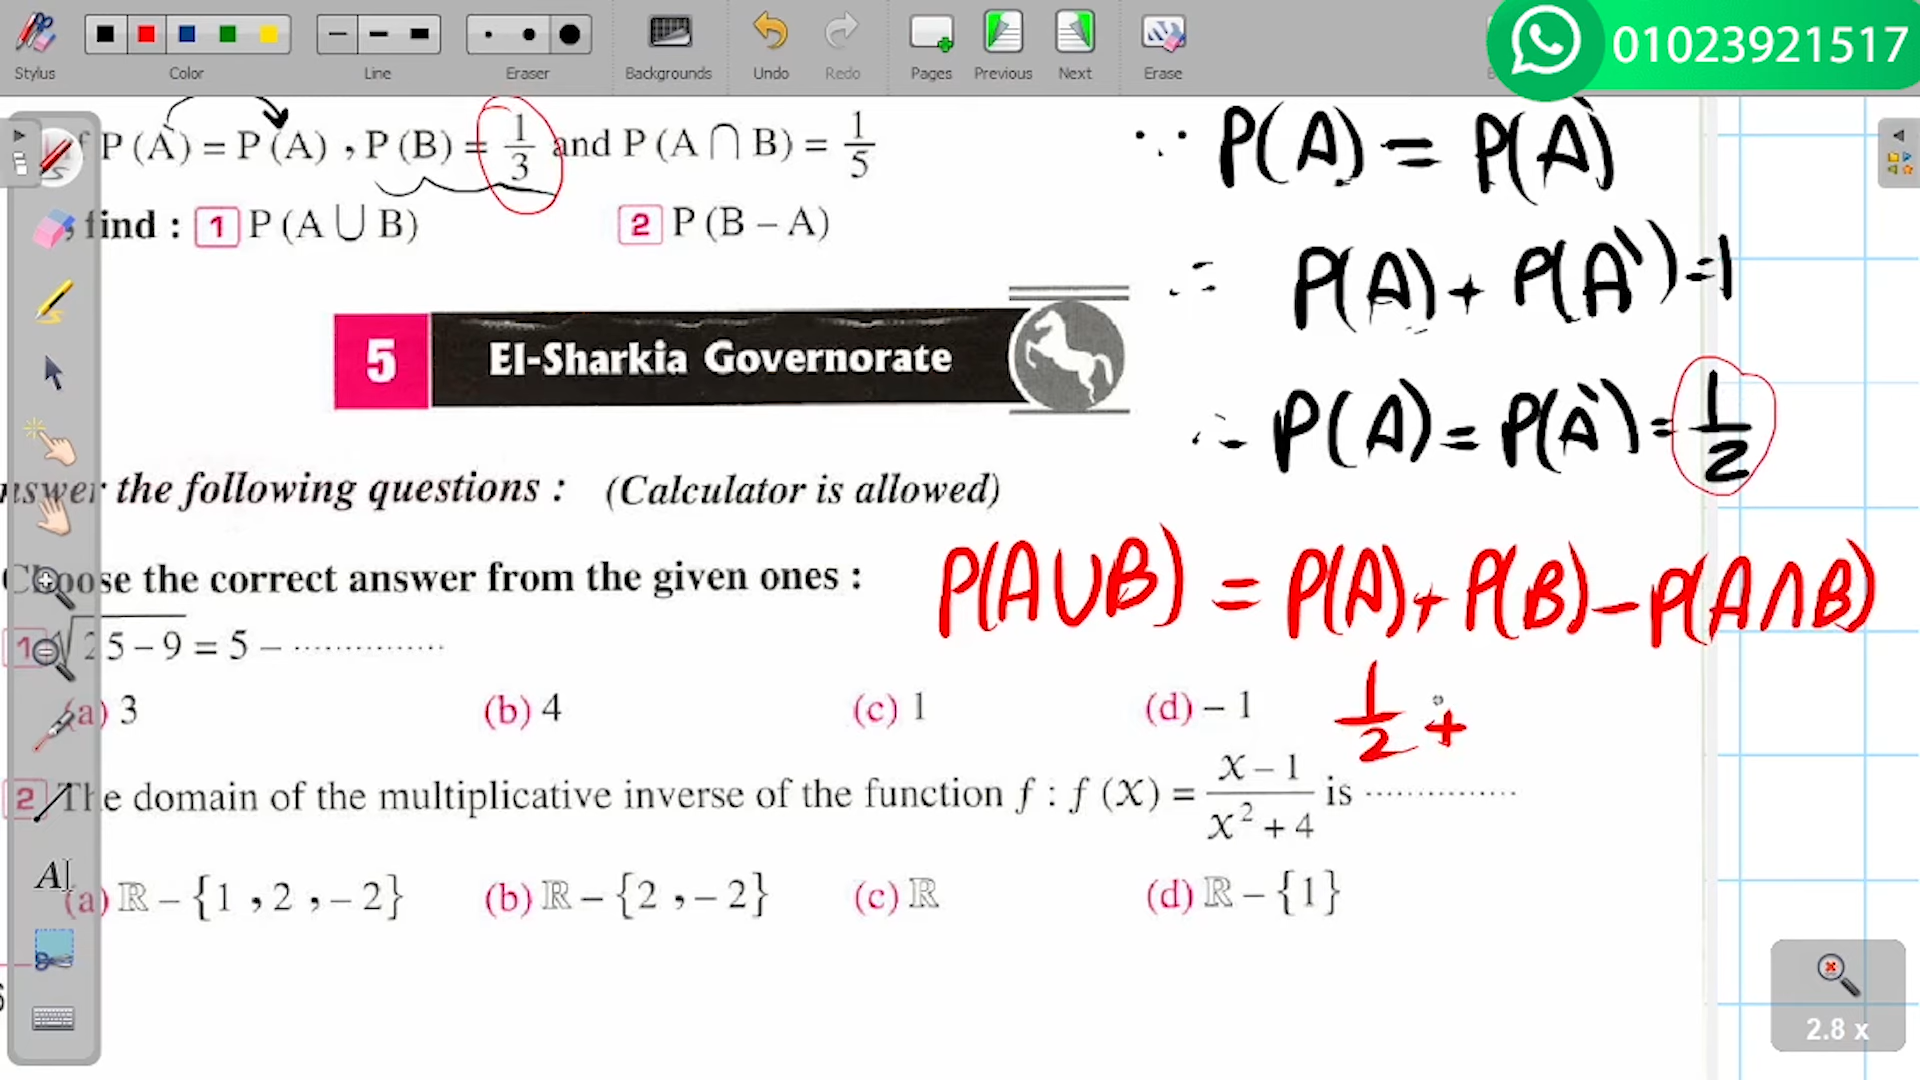 Stylus Color Line Eraser Backgrounds Undo Redo Pages Previous Next Erase
01023921517
f P (A`) = P (A) , P (B) = 1/3 and P (A ∩ B) = 1/5
, find : 1 P (A ∪ B) 2 P (B – A)
∵ P(A) = P(A`)
∴ P(A) + P(A`) = 1
∴ P(A) = P(A`) = 1/2
5 El-Sharkia Governorate
nswer the following questions : (Calculator is allowed)
Choose the correct answer from the given ones :
P(A∪B) = P(A) + P(B) – P(A∩B)
1/2 +
1 √25 – 9 = 5 – ..............
(a) 3 (b) 4 (c) 1 (d) – 1
2 The domain of the multiplicative inverse of the function f : f (X) = X – 1 / X² + 4 is ..............
(a) ℝ – {1 , 2 , – 2} (b) ℝ – {2 , – 2} (c) ℝ (d) ℝ – {1}
2.8 x